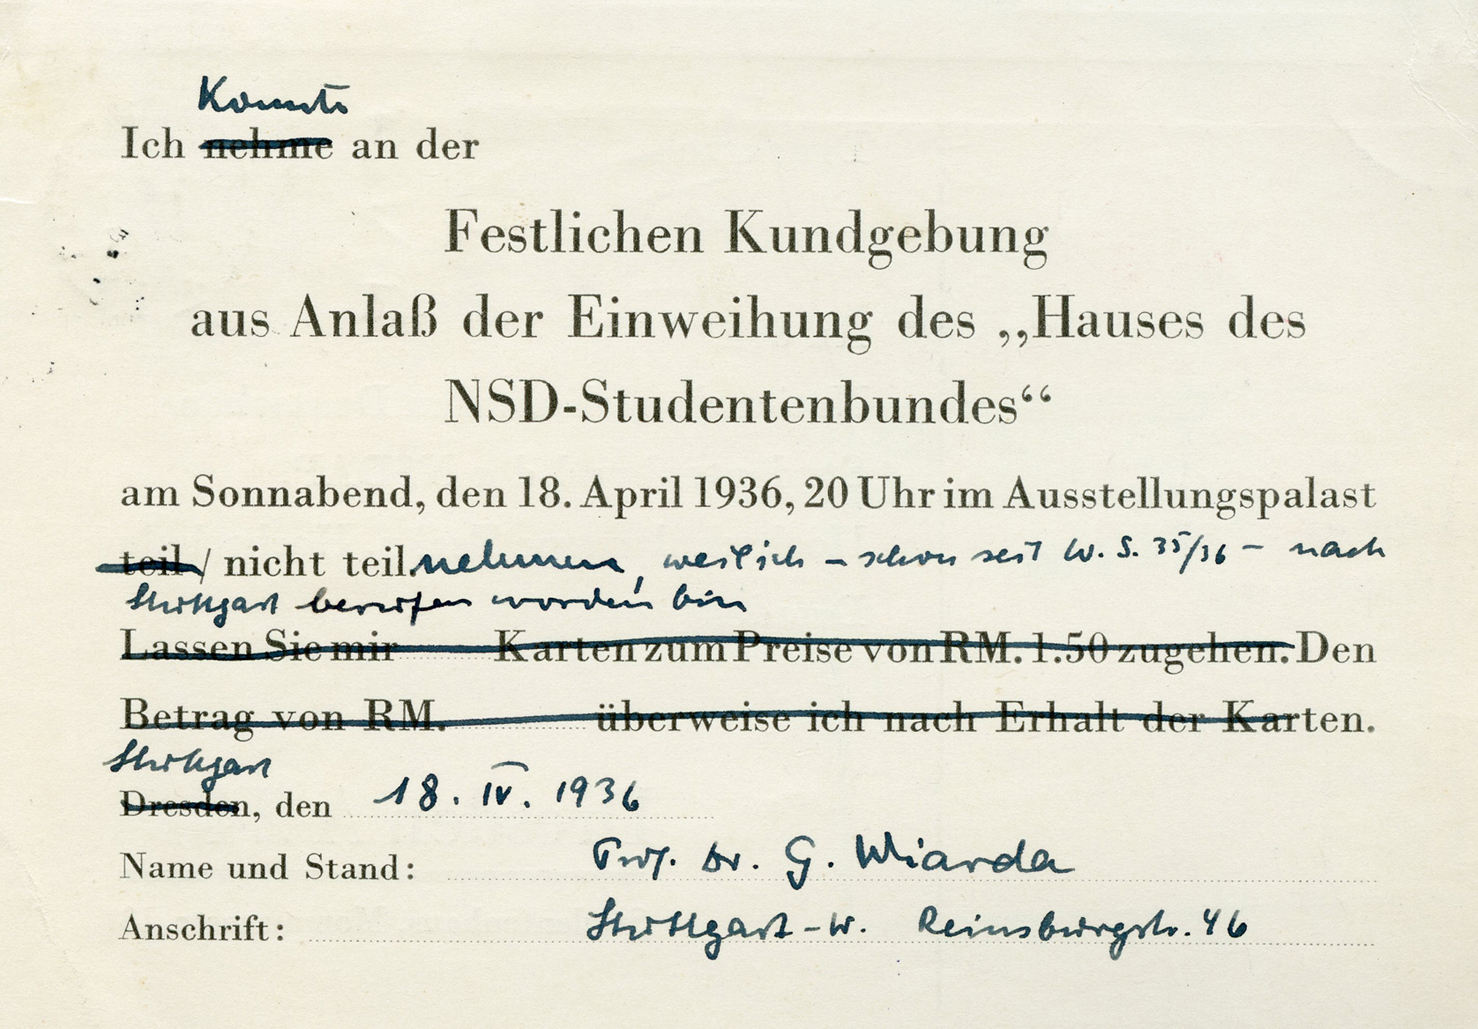 Konnte
Ich nehme an der
Festlichen Kundgebung
aus Anlaß der Einweihung des „Hauses des
NSD-Studentenbundes“
am Sonnabend, den 18. April 1936, 20 Uhr im Ausstellungspalast
teil / nicht teil.nehmen, weil ich – schon seit W. S. 35/36 – nach
Stuttgart berufen worden bin
Lassen Sie mir Karten zum Preise von RM. 1.50 zugehen. Den
Betrag von RM. überweise ich nach Erhalt der Karten.
Stuttgart
Dresden, den 18. IV. 1936
Name und Stand: Prof. Dr. G. Wiarda
Anschrift: Stuttgart-W. Reinsburgstr. 46